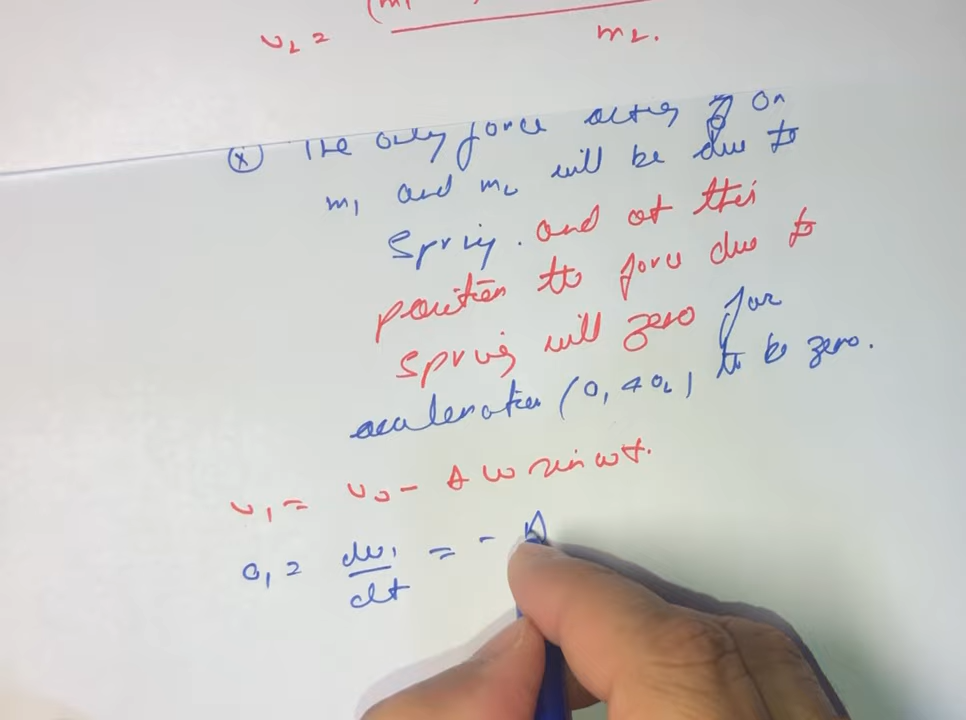 (m1
v2 = m2.
(x) The only force acting on
m1 and m2 will be due to
Spring. and at this
position the force due to
Spring will zero for
acceleration (a1 & a2) to be zero.
v1 = v0 - A ω sin ωt.
a1 = dv1/dt = - A